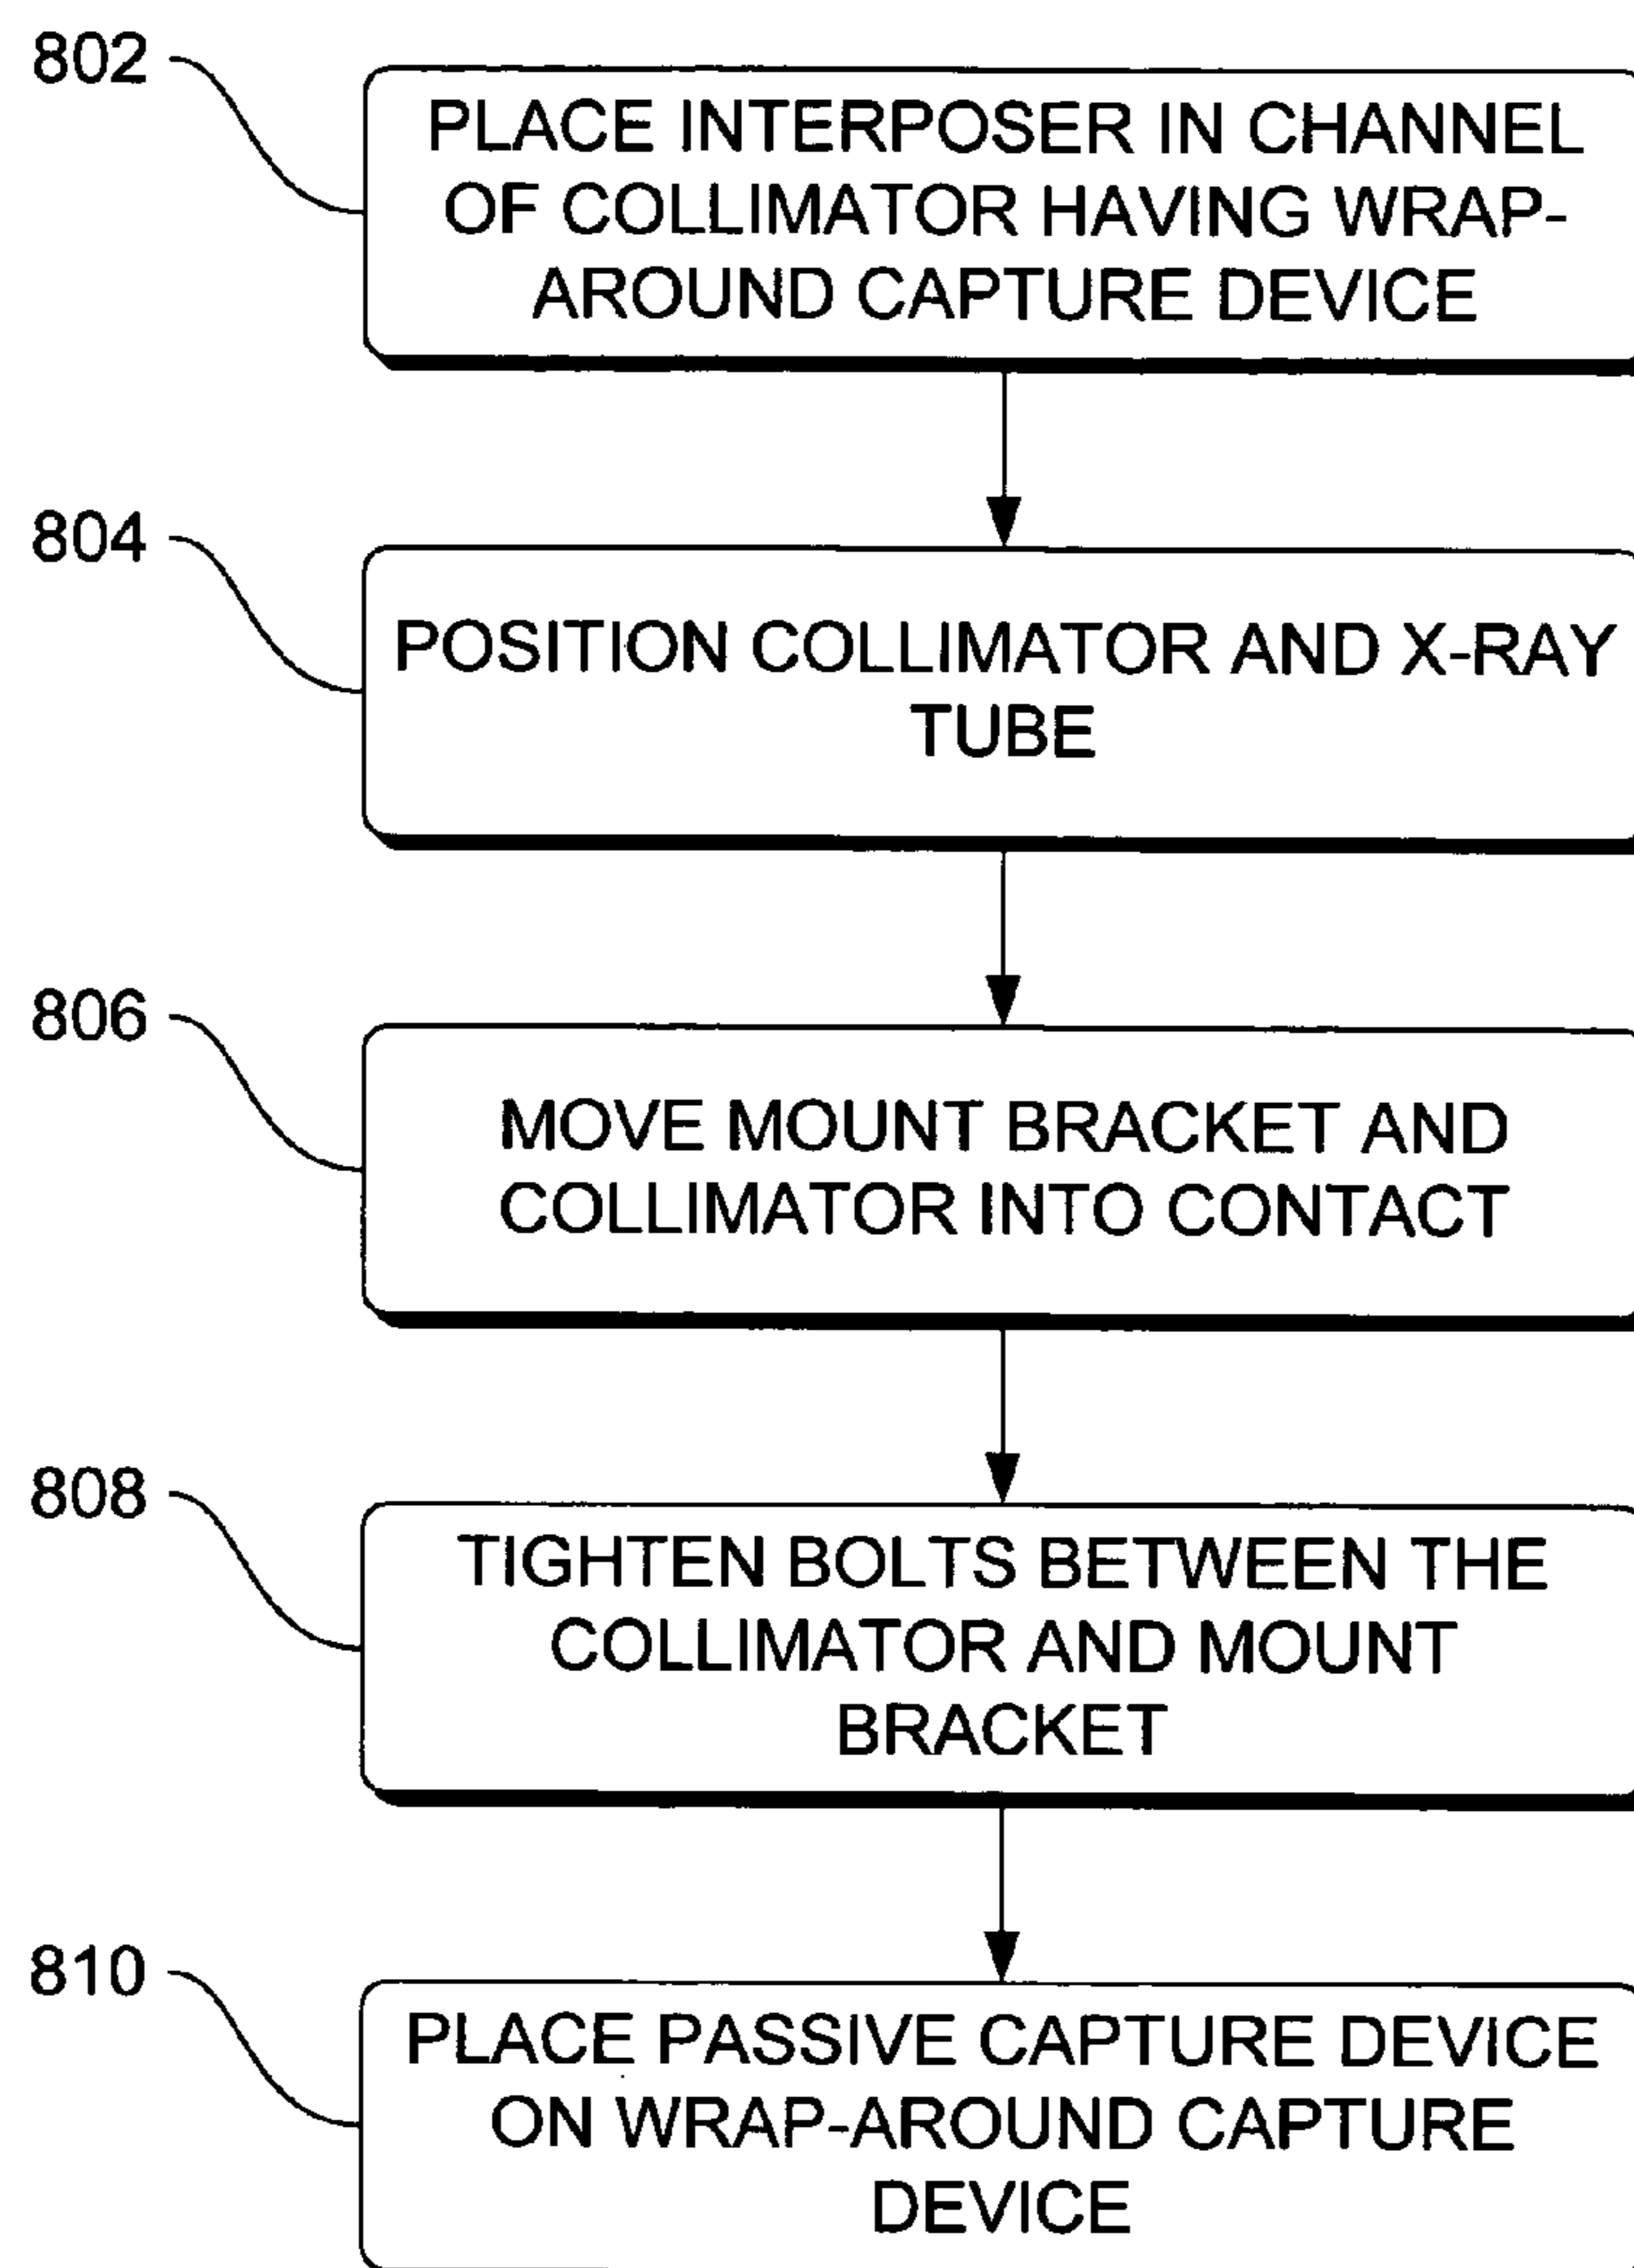 802
PLACE INTERPOSER IN CHANNEL
OF COLLIMATOR HAVING WRAP-
AROUND CAPTURE DEVICE
804
POSITION COLLIMATOR AND X-RAY
TUBE
806
MOVE MOUNT BRACKET AND
COLLIMATOR INTO CONTACT
808
TIGHTEN BOLTS BETWEEN THE
COLLIMATOR AND MOUNT
BRACKET
810
PLACE PASSIVE CAPTURE DEVICE
ON WRAP-AROUND CAPTURE
DEVICE